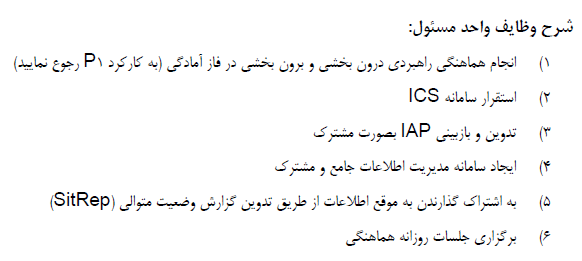 شرح وظایف واحد مسئول:
۱) انجام هماهنگی راهبردی درون بخشی و برون بخشی در فاز آمادگی (به کارکرد P۱ رجوع نمایید)
۲) استقرار سامانه ICS
۳) تدوین و بازبینی IAP بصورت مشترک
۴) ایجاد سامانه مدیریت اطلاعات جامع و مشترک
۵) به اشتراک گذارندن به موقع اطلاعات از طریق تدوین گزارش وضعیت متوالی (SitRep)
۶) برگزاری جلسات روزانه هماهنگی